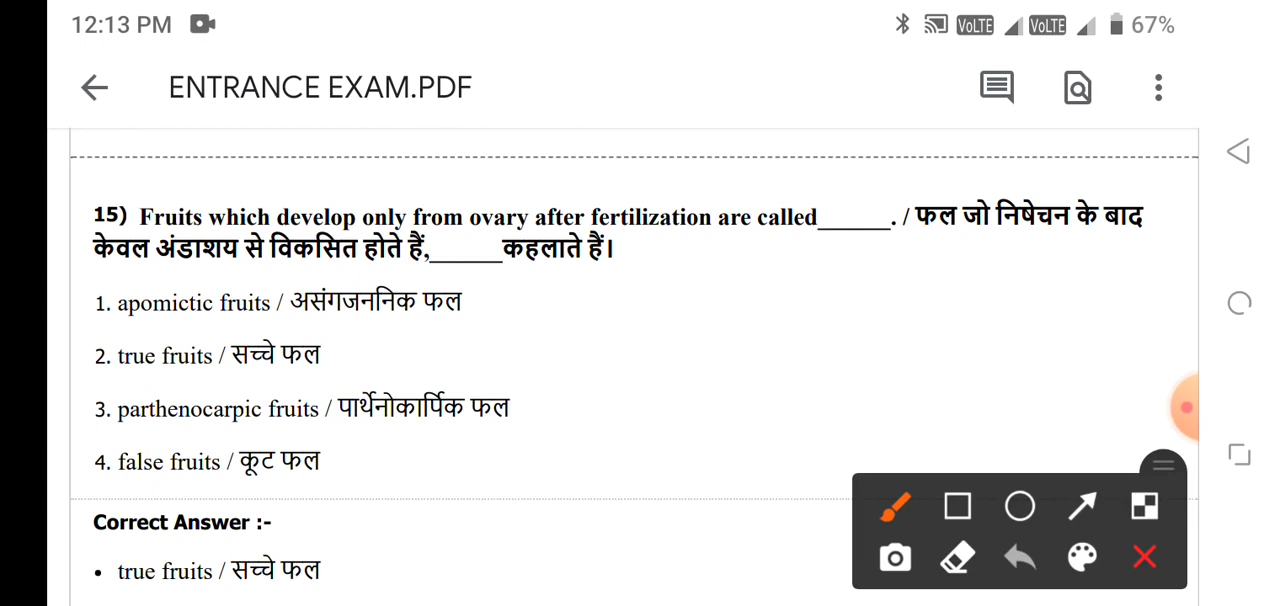 12:13 PM VoLTE VoLTE 67%
ENTRANCE EXAM.PDF
15) Fruits which develop only from ovary after fertilization are called______. / फल जो निषेचन के बाद
केवल अंडाशय से विकसित होते हैं,______कहलाते हैं।
1. apomictic fruits / असंगजननिक फल
2. true fruits / सच्चे फल
3. parthenocarpic fruits / पार्थेनोकार्पिक फल
4. false fruits / कूट फल
Correct Answer :-
• true fruits / सच्चे फल